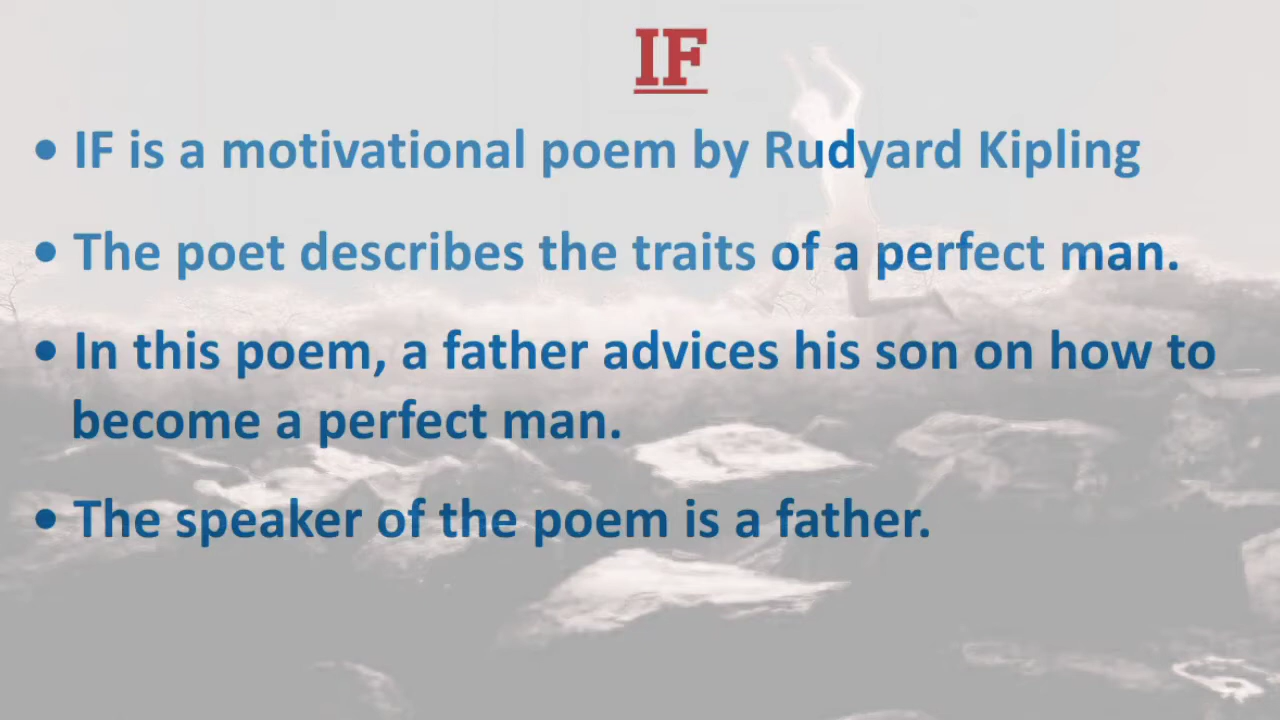 IF
• IF is a motivational poem by Rudyard Kipling
• The poet describes the traits of a perfect man.
• In this poem, a father advices his son on how to
become a perfect man.
• The speaker of the poem is a father.